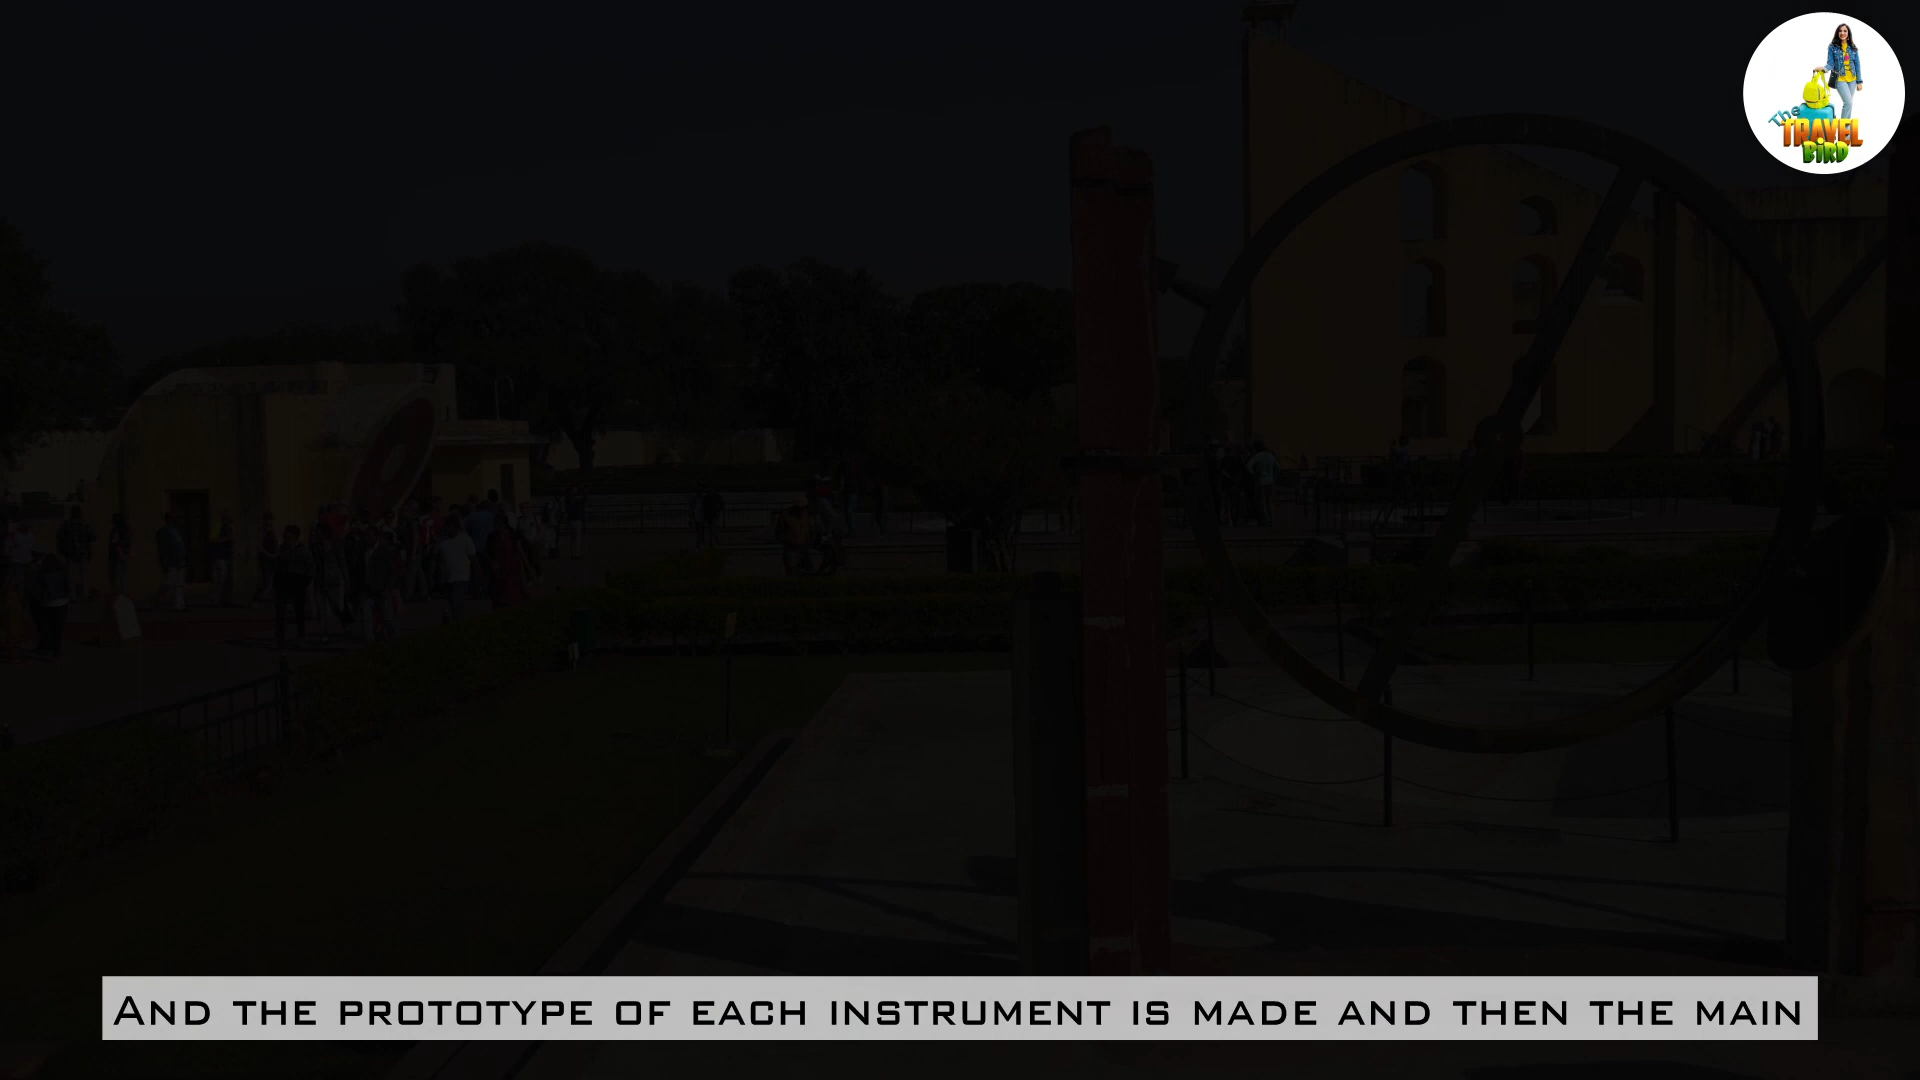 The
TRAVEL
BiRD
AND THE PROTOTYPE OF EACH INSTRUMENT IS MADE AND THEN THE MAIN